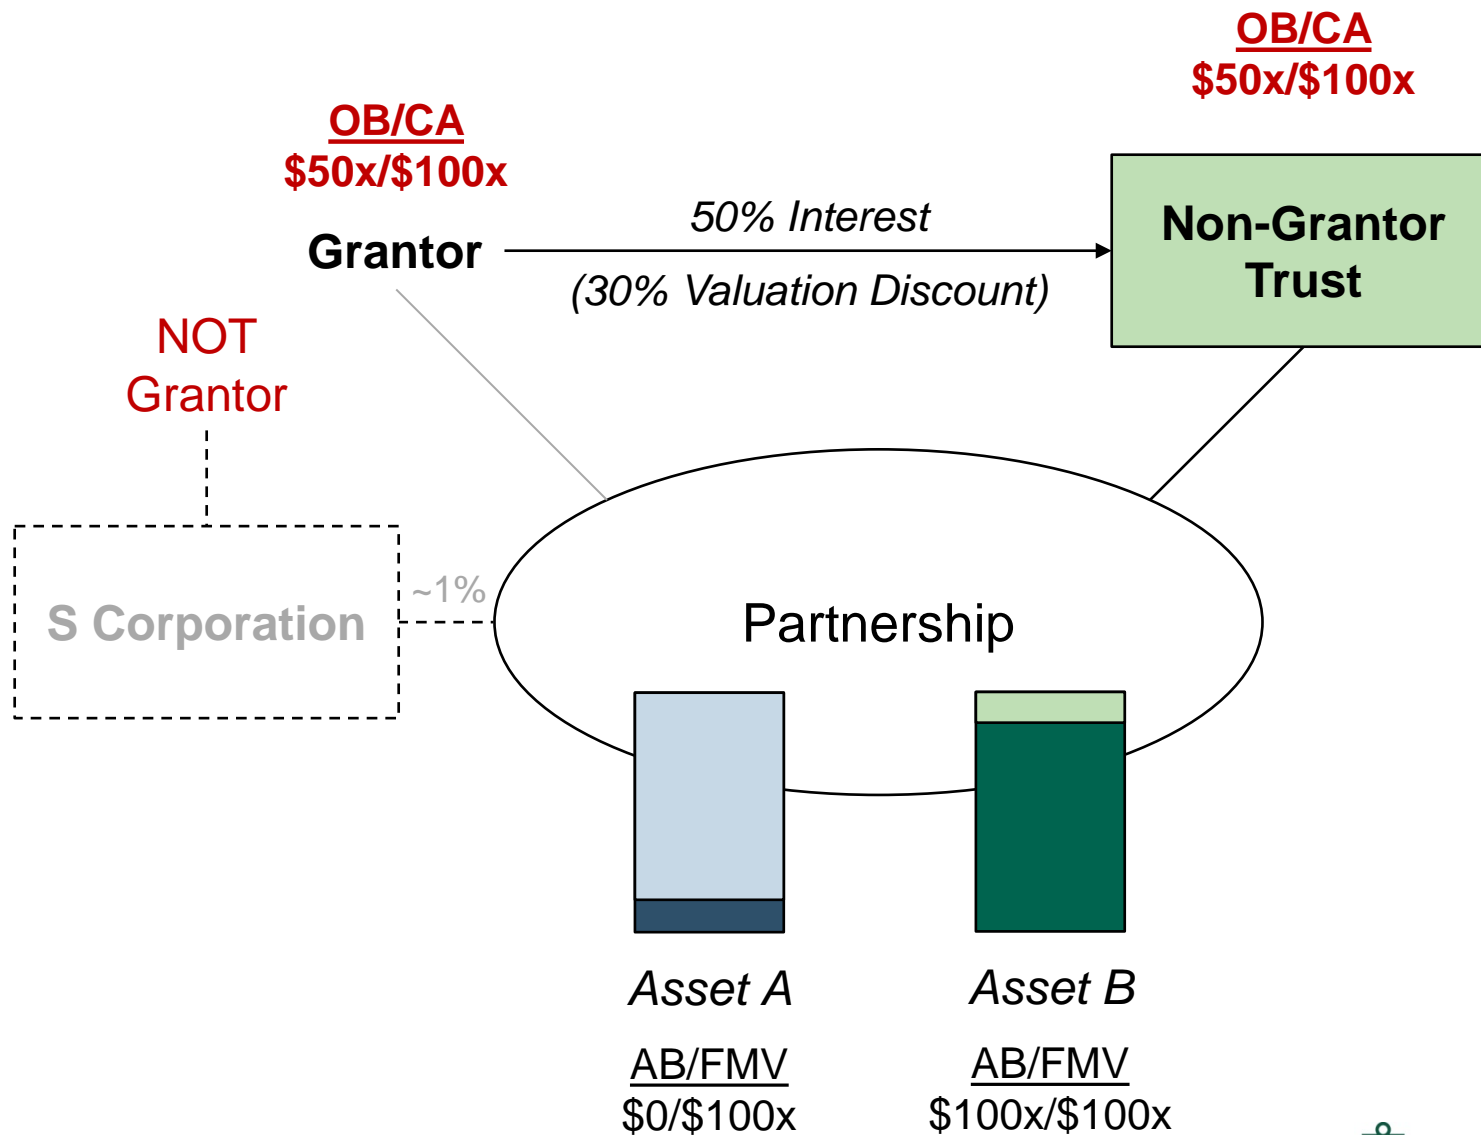 OB/CA
$50x/$100x
OB/CA
$50x/$100x
Grantor
50% Interest
(30% Valuation Discount)
Non-Grantor
Trust
NOT
Grantor
S Corporation
~1%
Partnership
Asset A
Asset B
AB/FMV
$0/$100x
AB/FMV
$100x/$100x